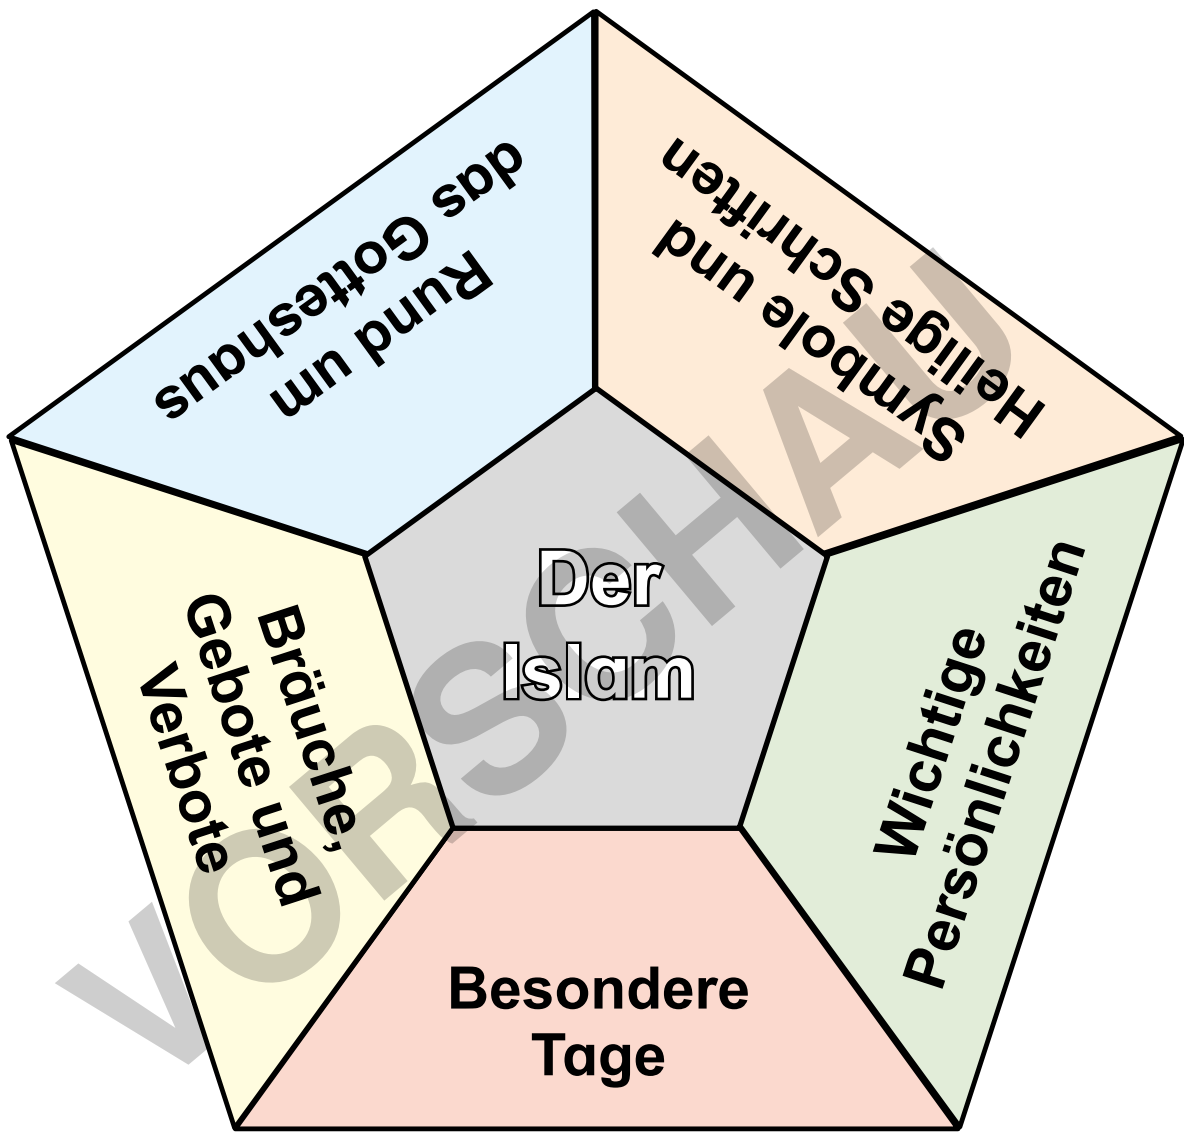 das Gotteshaus
Rund um
Symbole und
Heilige Schriften
Der
Islam
Bräuche,
Gebote und
Verbote
Wichtige
Persönlichkeiten
Besondere
Tage
VORSCHAU